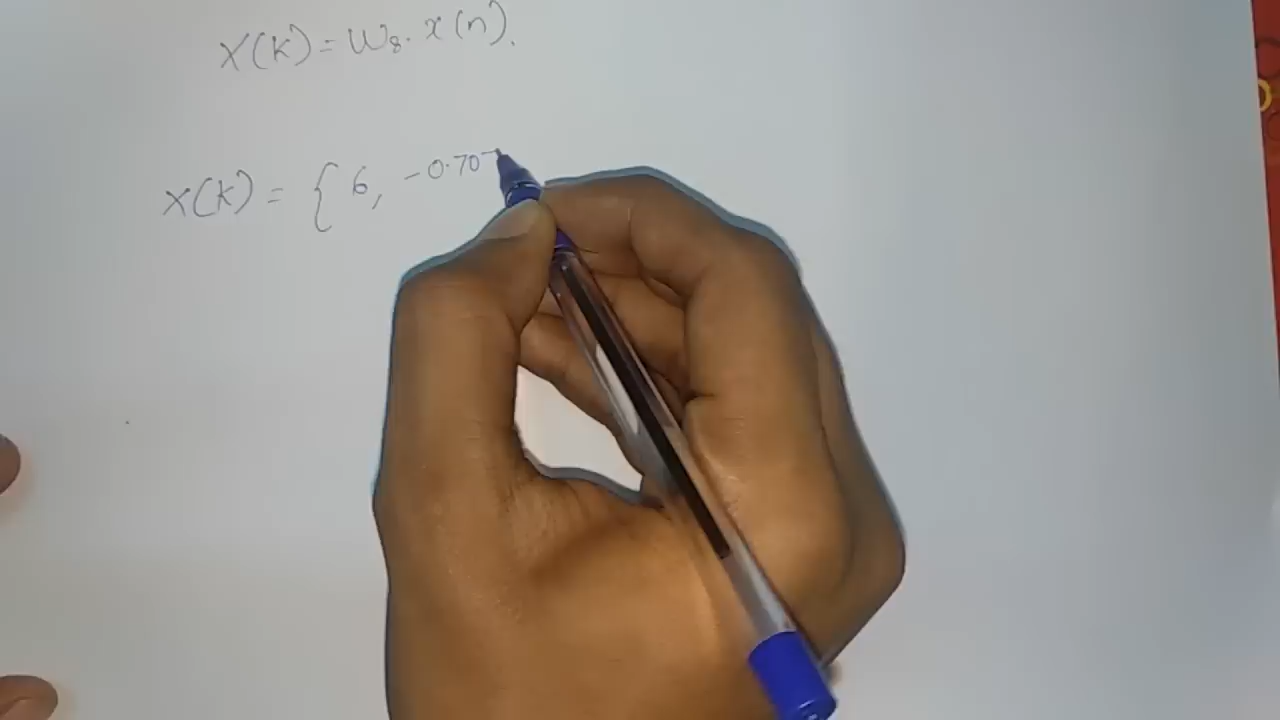 X(K) = W₈. x(n).
X(K) = { 6, -0.707